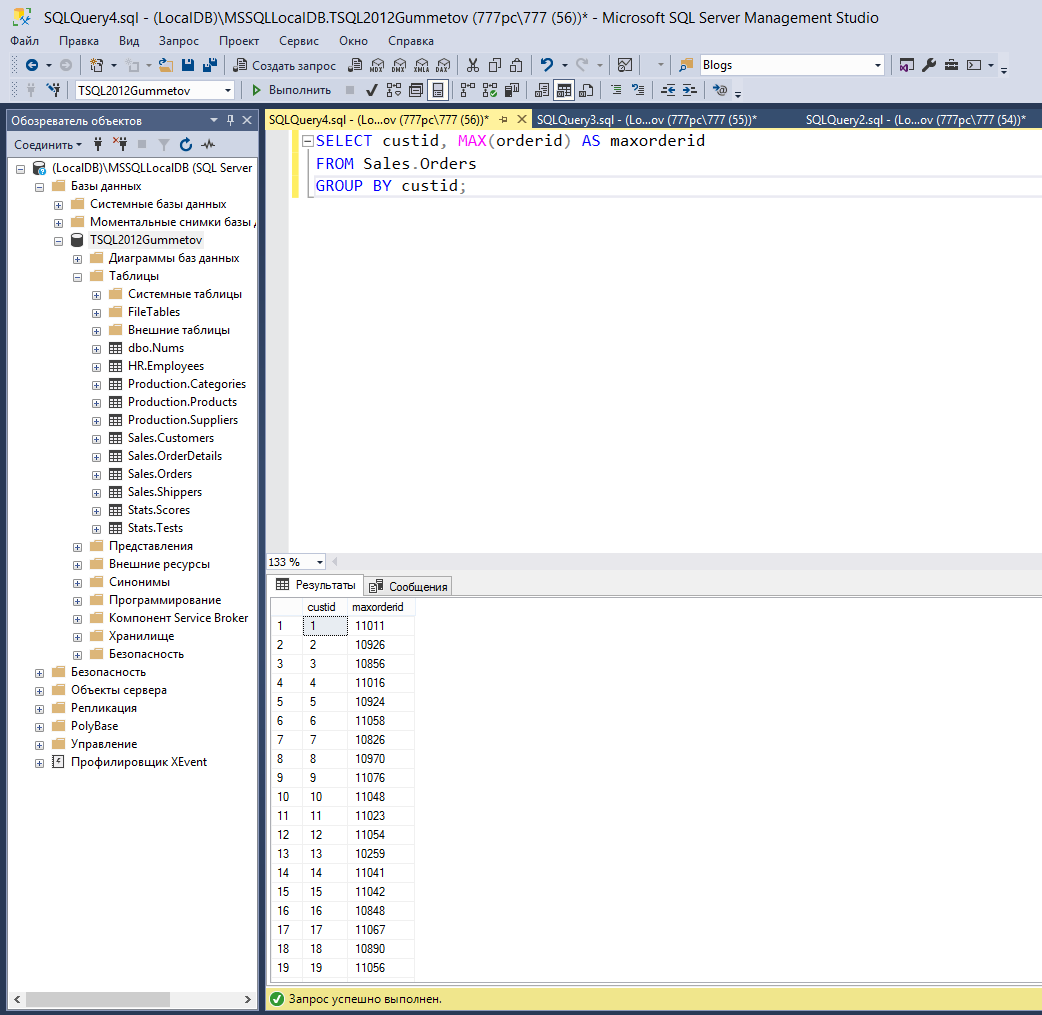 SQLQuery4.sql - (LocalDB)\MSSQLLocalDB.TSQL2012Gummetov (777pc\777 (56))* - Microsoft SQL Server Management Studio
Файл Правка Вид Запрос Проект Сервис Окно Справка
Создать запрос MDX DMX XMLA DAX Blogs
TSQL2012Gummetov Выполнить
Обозреватель объектов
Соединить
(LocalDB)\MSSQLLocalDB (SQL Server
Базы данных
Системные базы данных
Моментальные снимки базы
TSQL2012Gummetov
Диаграммы баз данных
Таблицы
Системные таблицы
FileTables
Внешние таблицы
dbo.Nums
HR.Employees
Production.Categories
Production.Products
Production.Suppliers
Sales.Customers
Sales.OrderDetails
Sales.Orders
Sales.Shippers
Stats.Scores
Stats.Tests
Представления
Внешние ресурсы
Синонимы
Программирование
Компонент Service Broker
Хранилище
Безопасность
Безопасность
Объекты сервера
Репликация
PolyBase
Управление
Профилировщик XEvent
SQLQuery4.sql - (Lo...ov (777pc\777 (56))* SQLQuery3.sql - (Lo...ov (777pc\777 (55))* SQLQuery2.sql - (Lo...ov (777pc\777 (54))*
SELECT custid, MAX(orderid) AS maxorderid
FROM Sales.Orders
GROUP BY custid;
133 %
Результаты Сообщения
custid maxorderid
1 1 11011
2 2 10926
3 3 10856
4 4 11016
5 5 10924
6 6 11058
7 7 10826
8 8 10970
9 9 11076
10 10 11048
11 11 11023
12 12 11054
13 13 10259
14 14 11041
15 15 11042
16 16 10848
17 17 11067
18 18 10890
19 19 11056
Запрос успешно выполнен.